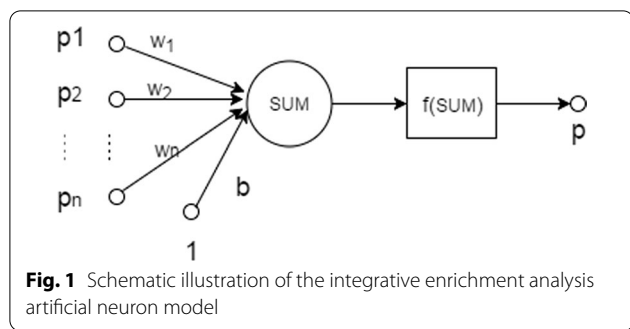 p1
w1
p2
w2
SUM
f(SUM)
p
wn
pn
b
1
Fig. 1 Schematic illustration of the integrative enrichment analysis
artificial neuron model